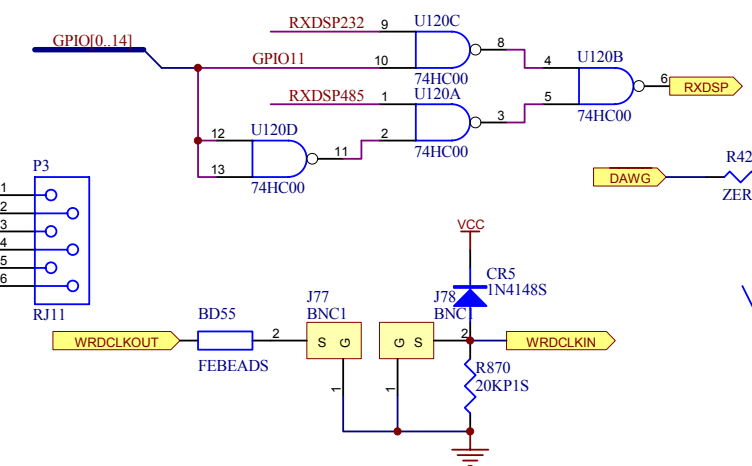 RXDSP232
9
U120C
8
GPIO[0..14]
GPIO11
10
74HC00
4
U120B
6
RXDSP
RXDSP485
1
U120A
3
5
74HC00
12
U120D
11
2
74HC00
13
74HC00
P3
1
2
3
4
5
6
RJ11
R42
DAWG
ZER
VCC
CR5
1N4148S
J77
BNC1
J78
BNC1
BD55
WRDCLKOUT
2
S G
G S
2
WRDCLKIN
FEBEADS
1
1
R870
20KP1S